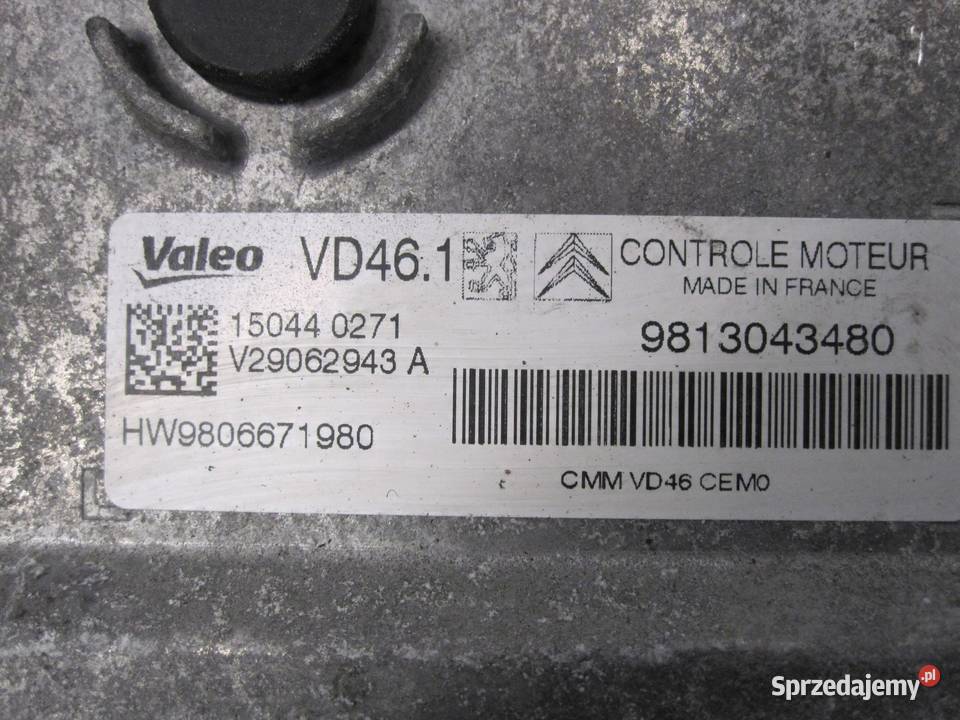 Valeo VD46.1 CONTROLE MOTEUR
MADE IN FRANCE
15044 0271
V29062943 A
9813043480
HW9806671980
CMM VD46 CEM0
Sprzedajemy.pl